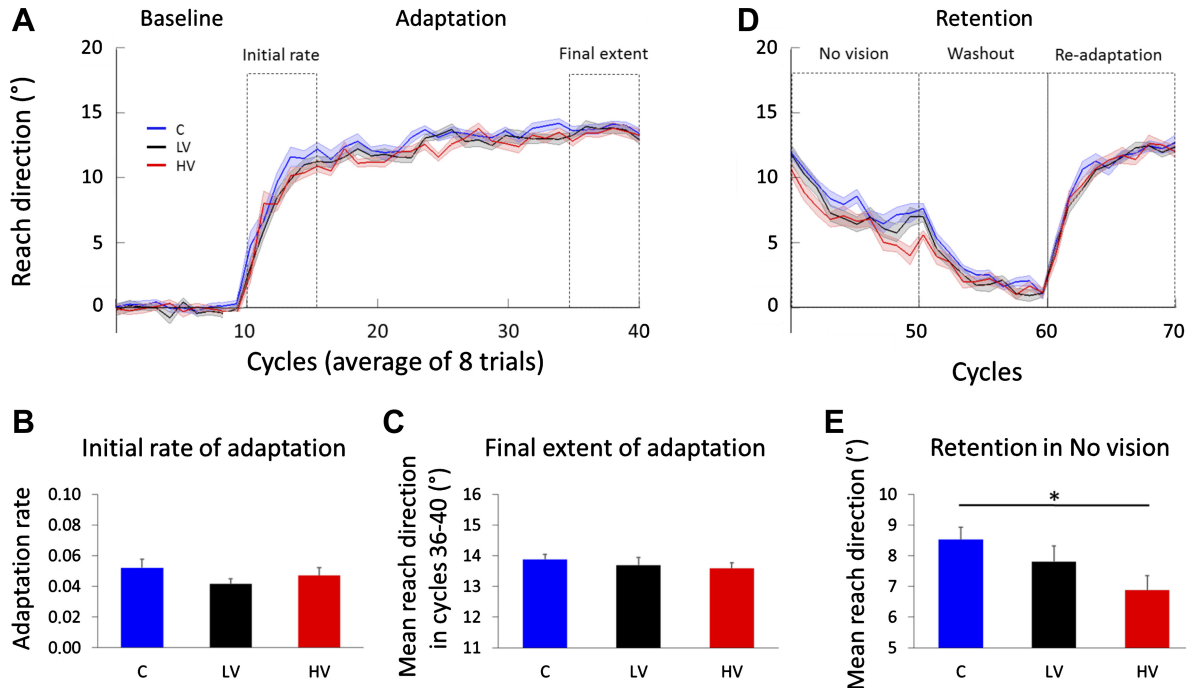 A
Baseline
Adaptation
20
15
10
5
0
Reach direction (°)
Initial rate
Final extent
C
LV
HV
10
20
30
40
Cycles (average of 8 trials)
D
Retention
20
15
10
5
0
No vision
Washout
Re-adaptation
50
60
70
Cycles
B
Initial rate of adaptation
Adaptation rate
0.10
0.08
0.06
0.04
0.02
0.00
C
LV
HV
C
Final extent of adaptation
Mean reach direction
in cycles 36-40 (°)
16
15
14
13
12
11
C
LV
HV
E
Retention in No vision
Mean reach direction (°)
10
9
8
7
6
5
*
C
LV
HV